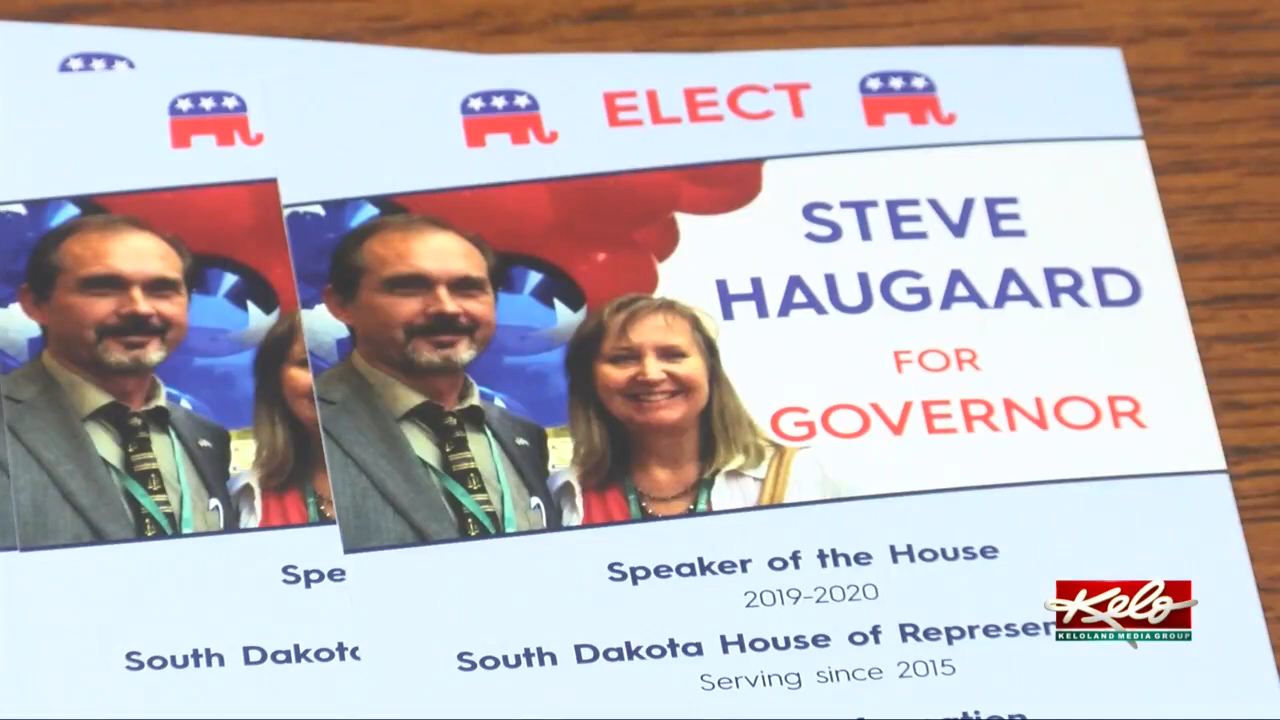 ELECT
STEVE
HAUGAARD
FOR
GOVERNOR
Spe
Speaker of the House
2019-2020
South Dakota
South Dakota House of Represen
Serving since 2015
Kelo
KELOLAND MEDIA GROUP